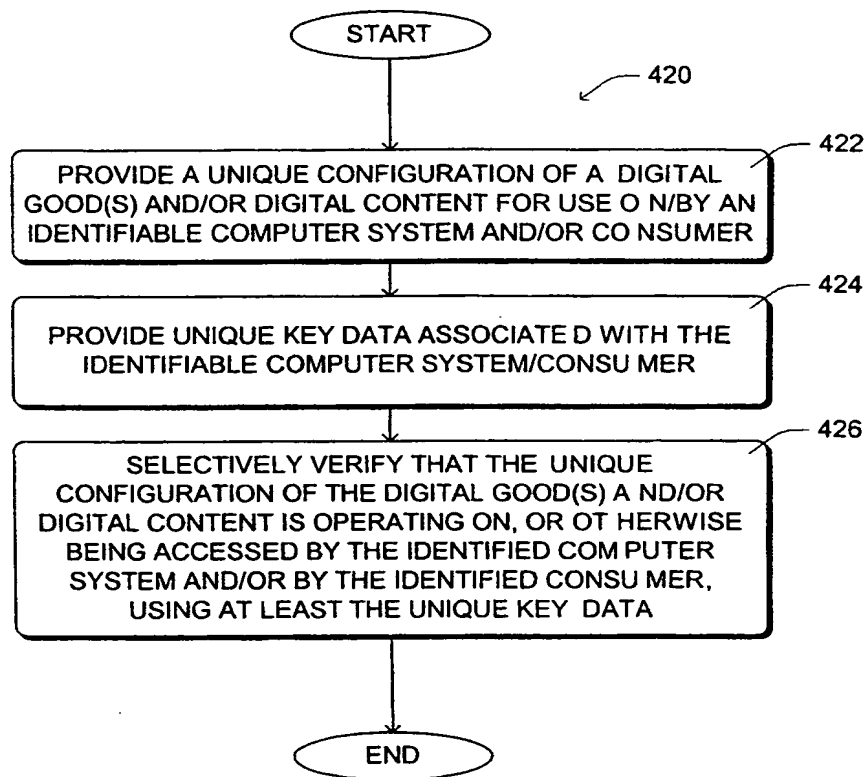 START
420
422
PROVIDE A UNIQUE CONFIGURATION OF A DIGITAL
GOOD(S) AND/OR DIGITAL CONTENT FOR USE O N/BY AN
IDENTIFIABLE COMPUTER SYSTEM AND/OR CO NSUMER
424
PROVIDE UNIQUE KEY DATA ASSOCIATE D WITH THE
IDENTIFIABLE COMPUTER SYSTEM/CONSU MER
426
SELECTIVELY VERIFY THAT THE UNIQUE
CONFIGURATION OF THE DIGITAL GOOD(S) A ND/OR
DIGITAL CONTENT IS OPERATING ON, OR OT HERWISE
BEING ACCESSED BY THE IDENTIFIED COM PUTER
SYSTEM AND/OR BY THE IDENTIFIED CONSU MER,
USING AT LEAST THE UNIQUE KEY DATA
END